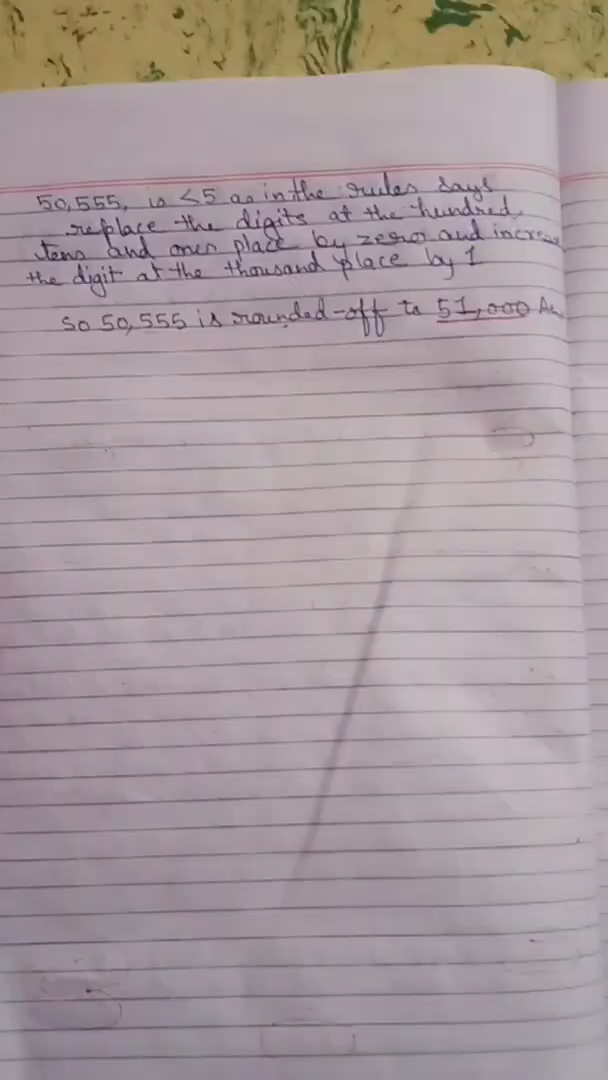 50,555, is <5 as in the rules says
replace the digits at the hundred,
tens and ones place by zero and increase
the digit at the thousand place by 1
So 50,555 is rounded-off to 51,000 An